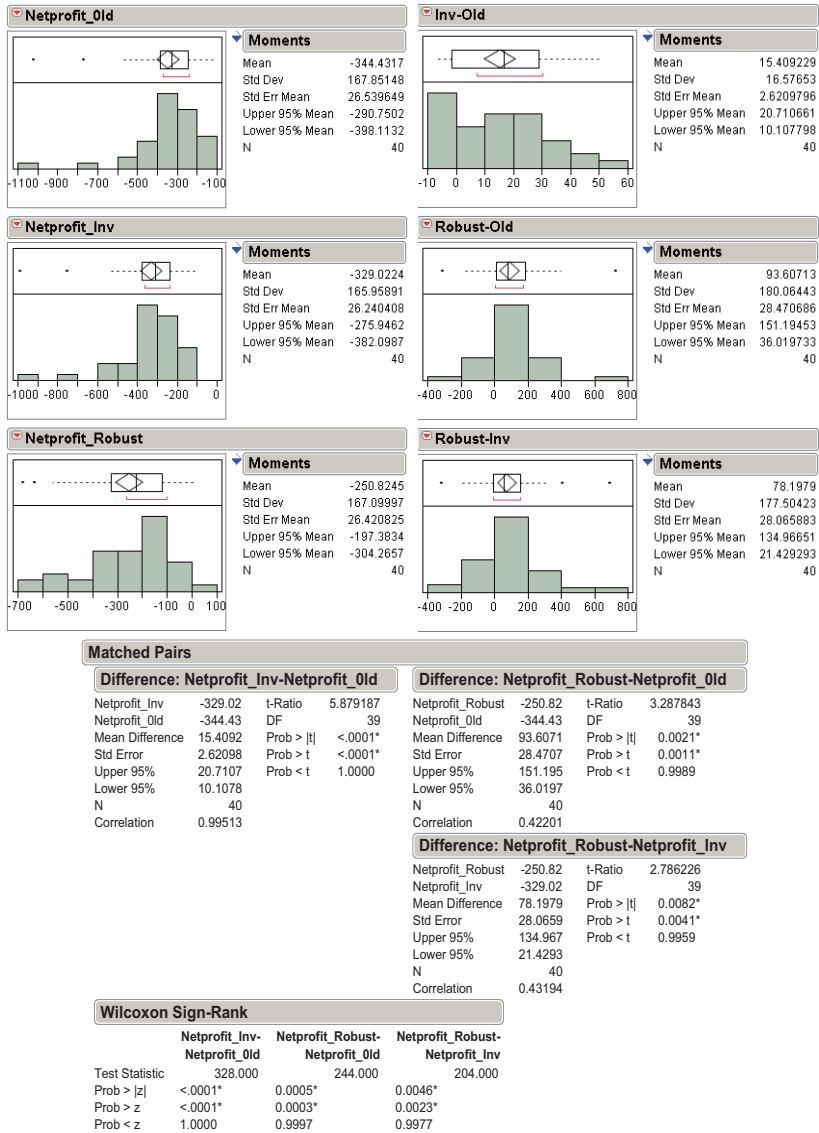 Netprofit_0ld
Moments
Mean -344.4317
Std Dev 167.85148
Std Err Mean 26.539649
Upper 95% Mean -290.7502
Lower 95% Mean -398.1132
N 40
-1100 -900 -700 -500 -300 -100
Inv-Old
Moments
Mean 15.409229
Std Dev 16.57653
Std Err Mean 2.6209796
Upper 95% Mean 20.710661
Lower 95% Mean 10.107798
N 40
-10 0 10 20 30 40 50 60
Netprofit_Inv
Moments
Mean -329.0224
Std Dev 165.95891
Std Err Mean 26.240408
Upper 95% Mean -275.9462
Lower 95% Mean -382.0987
N 40
-1000 -800 -600 -400 -200 0
Robust-Old
Moments
Mean 93.60713
Std Dev 180.06443
Std Err Mean 28.470686
Upper 95% Mean 151.19453
Lower 95% Mean 36.019733
N 40
-400 -200 0 200 400 600 800
Netprofit_Robust
Moments
Mean -250.8245
Std Dev 167.09997
Std Err Mean 26.420825
Upper 95% Mean -197.3834
Lower 95% Mean -304.2657
N 40
-700 -500 -300 -100 0 100
Robust-Inv
Moments
Mean 78.1979
Std Dev 177.50423
Std Err Mean 28.065883
Upper 95% Mean 134.96651
Lower 95% Mean 21.429293
N 40
-400 -200 0 200 400 600 800
Matched Pairs
Difference: Netprofit_Inv-Netprofit_0ld
Netprofit_Inv -329.02 t-Ratio 5.879187
Netprofit_0ld -344.43 DF 39
Mean Difference 15.4092 Prob > |t| <.0001*
Std Error 2.62098 Prob > t <.0001*
Upper 95% 20.7107 Prob < t 1.0000
Lower 95% 10.1078
N 40
Correlation 0.99513
Difference: Netprofit_Robust-Netprofit_0ld
Netprofit_Robust -250.82 t-Ratio 3.287843
Netprofit_0ld -344.43 DF 39
Mean Difference 93.6071 Prob > |t| 0.0021*
Std Error 28.4707 Prob > t 0.0011*
Upper 95% 151.195 Prob < t 0.9989
Lower 95% 36.0197
N 40
Correlation 0.42201
Difference: Netprofit_Robust-Netprofit_Inv
Netprofit_Robust -250.82 t-Ratio 2.786226
Netprofit_Inv -329.02 DF 39
Mean Difference 78.1979 Prob > |t| 0.0082*
Std Error 28.0659 Prob > t 0.0041*
Upper 95% 134.967 Prob < t 0.9959
Lower 95% 21.4293
N 40
Correlation 0.43194
Wilcoxon Sign-Rank
Netprofit_Inv- Netprofit_Robust- Netprofit_Robust-
Netprofit_0ld Netprofit_0ld Netprofit_Inv
Test Statistic 328.000 244.000 204.000
Prob > |z| <.0001* 0.0005* 0.0046*
Prob > z <.0001* 0.0003* 0.0023*
Prob < z 1.0000 0.9997 0.9977